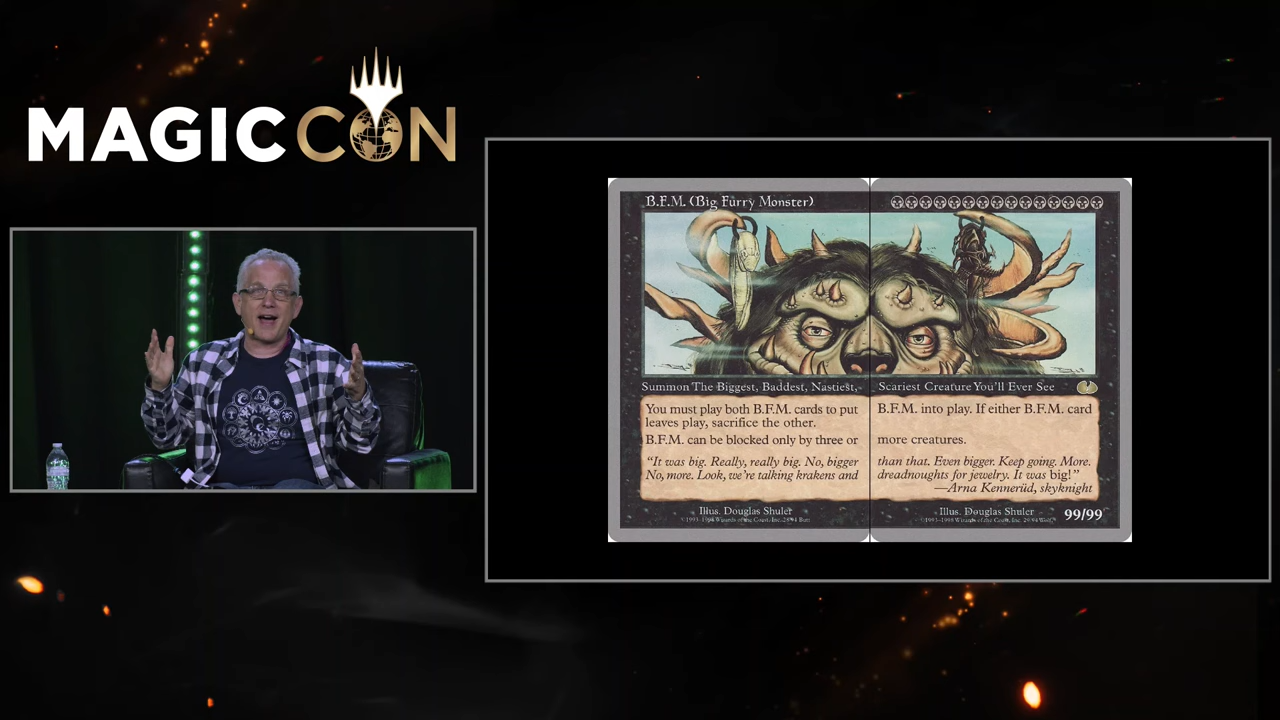 MAGICCON
B.F.M. (Big Furry Monster)
Summon The Biggest, Baddest, Nastiest,
Scariest Creature You'll Ever See
You must play both B.F.M. cards to put
leaves play, sacrifice the other.
B.F.M. can be blocked only by three or
"It was big. Really, really big. No, bigger
No, more. Look, we're talking krakens and
B.F.M. into play. If either B.F.M. card
more creatures.
than that. Even bigger. Keep going. More.
dreadnoughts for jewelry. It was big!"
—Arna Kennerüd, skyknight
Illus. Douglas Shuler
Illus. Douglas Shuler
99/99